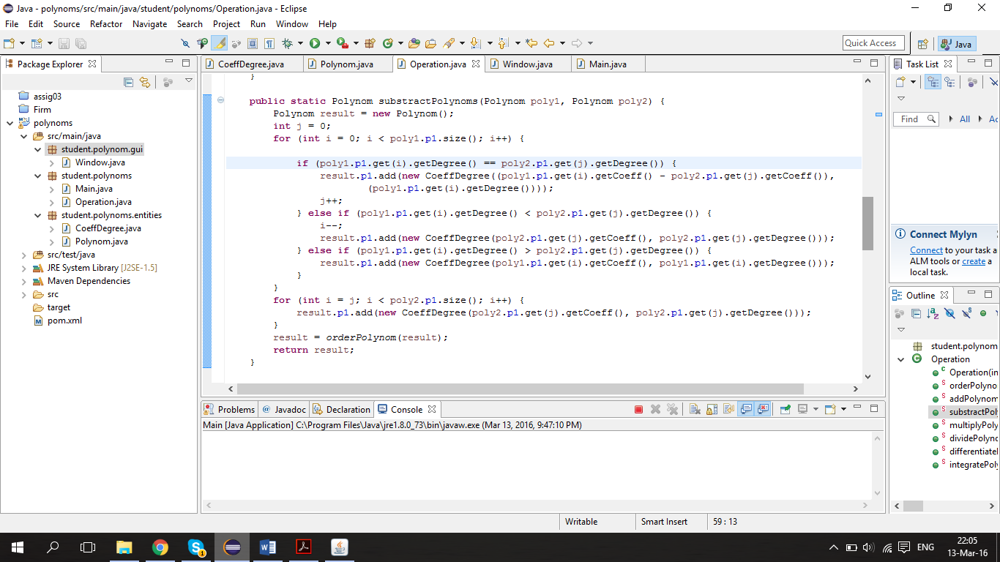 Java - polynoms/src/main/java/student/polynoms/Operation.java - Eclipse
File Edit Source Refactor Navigate Search Project Run Window Help
Quick Access
Java
Package Explorer
assig03
Firm
polynoms
src/main/java
student.polynom.gui
Window.java
student.polynoms
Main.java
Operation.java
student.polynoms.entities
CoeffDegree.java
Polynom.java
src/test/java
JRE System Library [J2SE-1.5]
Maven Dependencies
src
target
pom.xml
CoeffDegree.java Polynom.java Operation.java Window.java Main.java
}
public static Polynom substractPolynoms(Polynom poly1, Polynom poly2) {
Polynom result = new Polynom();
int j = 0;
for (int i = 0; i < poly1.p1.size(); i++) {
if (poly1.p1.get(i).getDegree() == poly2.p1.get(j).getDegree()) {
result.p1.add(new CoeffDegree((poly1.p1.get(i).getCoeff() - poly2.p1.get(j).getCoeff()),
(poly1.p1.get(i).getDegree())));
j++;
} else if (poly1.p1.get(i).getDegree() < poly2.p1.get(j).getDegree()) {
i--;
result.p1.add(new CoeffDegree(poly2.p1.get(j).getCoeff(), poly2.p1.get(j).getDegree()));
} else if (poly1.p1.get(i).getDegree() > poly2.p1.get(j).getDegree()) {
result.p1.add(new CoeffDegree(poly1.p1.get(i).getCoeff(), poly1.p1.get(i).getDegree()));
}
}
for (int i = j; i < poly2.p1.size(); i++) {
result.p1.add(new CoeffDegree(poly2.p1.get(j).getCoeff(), poly2.p1.get(j).getDegree()));
}
result = orderPolynom(result);
return result;
}
Problems @ Javadoc Declaration Console
Main [Java Application] C:\Program Files\Java\jre1.8.0_73\bin\javaw.exe (Mar 13, 2016, 9:47:10 PM)
Task List
Find All Ac
Connect Mylyn
Connect to your task a
ALM tools or create a
local task.
Outline
student.polynom
Operation
Operation(in
orderPolyno
addPolynom
substractPol
multiplyPoly
dividePolyno
differentiatel
integratePoly
Writable Smart Insert 59 : 13
ENG
22:05
13-Mar-16